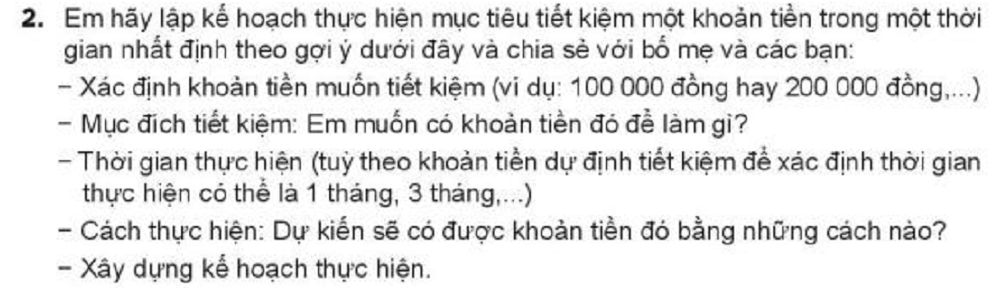 2. Em hãy lập kế hoạch thực hiện mục tiêu tiết kiệm một khoản tiền trong một thời
gian nhất định theo gợi ý dưới đây và chia sẻ với bố mẹ và các bạn:
– Xác định khoản tiền muốn tiết kiệm (ví dụ: 100 000 đồng hay 200 000 đồng,...)
– Mục đích tiết kiệm: Em muốn có khoản tiền đó để làm gì?
– Thời gian thực hiện (tuỳ theo khoản tiền dự định tiết kiệm để xác định thời gian
thực hiện có thể là 1 tháng, 3 tháng,...)
– Cách thực hiện: Dự kiến sẽ có được khoản tiền đó bằng những cách nào?
– Xây dựng kế hoạch thực hiện.